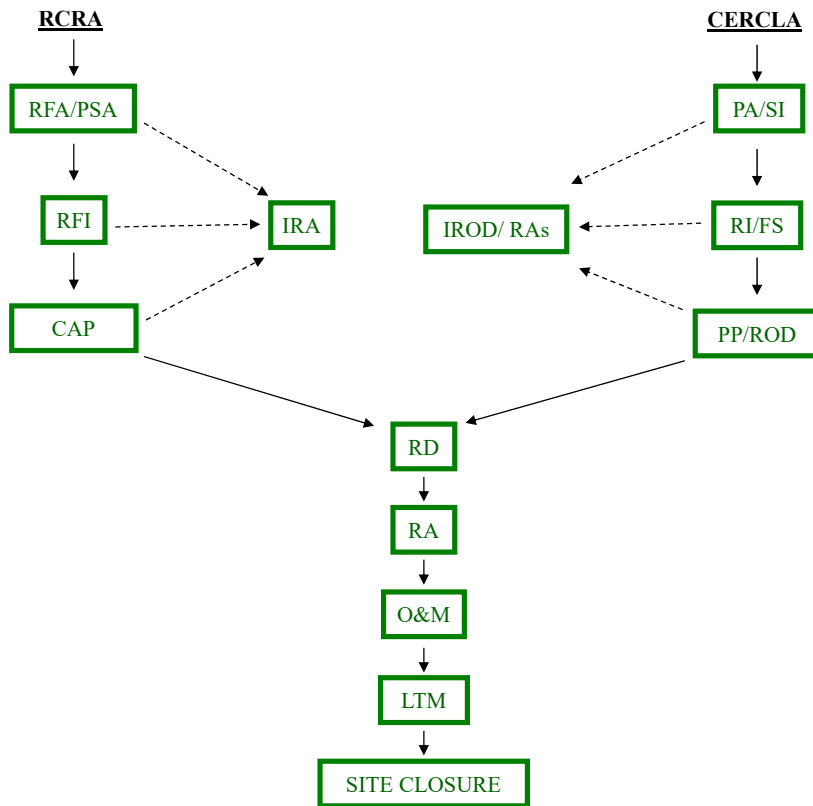 RCRA
CERCLA
RFA/PSA
PA/SI
RFI
IRA
IROD/ RAs
RI/FS
CAP
PP/ROD
RD
RA
O&M
LTM
SITE CLOSURE